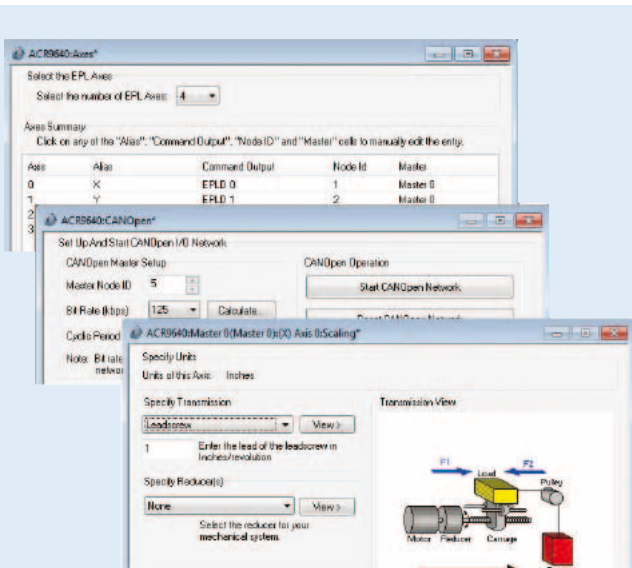 ACR9640:Axes*
Select the EPL Axes
Select the number of EPL Axes: 4
Axes Summary
Click on any of the "Alias", "Command Output", "Node ID" and "Master" cells to manually edit the entry.
Axis Alias Command Output Node Id Master
0 X EPLD 0 1 Master 0
1 Y EPLD 1 2 Master 0
2
3
ACR9640:CANOpen*
Set Up And Start CANOpen I/O Network
CANOpen Master Setup
CANOpen Operation
Master Node ID 5
Start CANOpen Network
Bit Rate (kbps) 125 Calculate...
CANOpen Network
Cyclic Period
Note: Bit rate
netwo
ACR9640:Master 0(Master 0):(X) Axis 0:Scaling*
Specify Units
Units of this Axis: Inches
Specify Transmission
Leadscrew View >
1 Enter the lead of the leadscrew in
Inches/revolution
Specify Reducer(s)
None View >
Select the reducer for your
mechanical system.
Transmission View
F1 F2
Load
Pulley
Motor Reducer Carriage